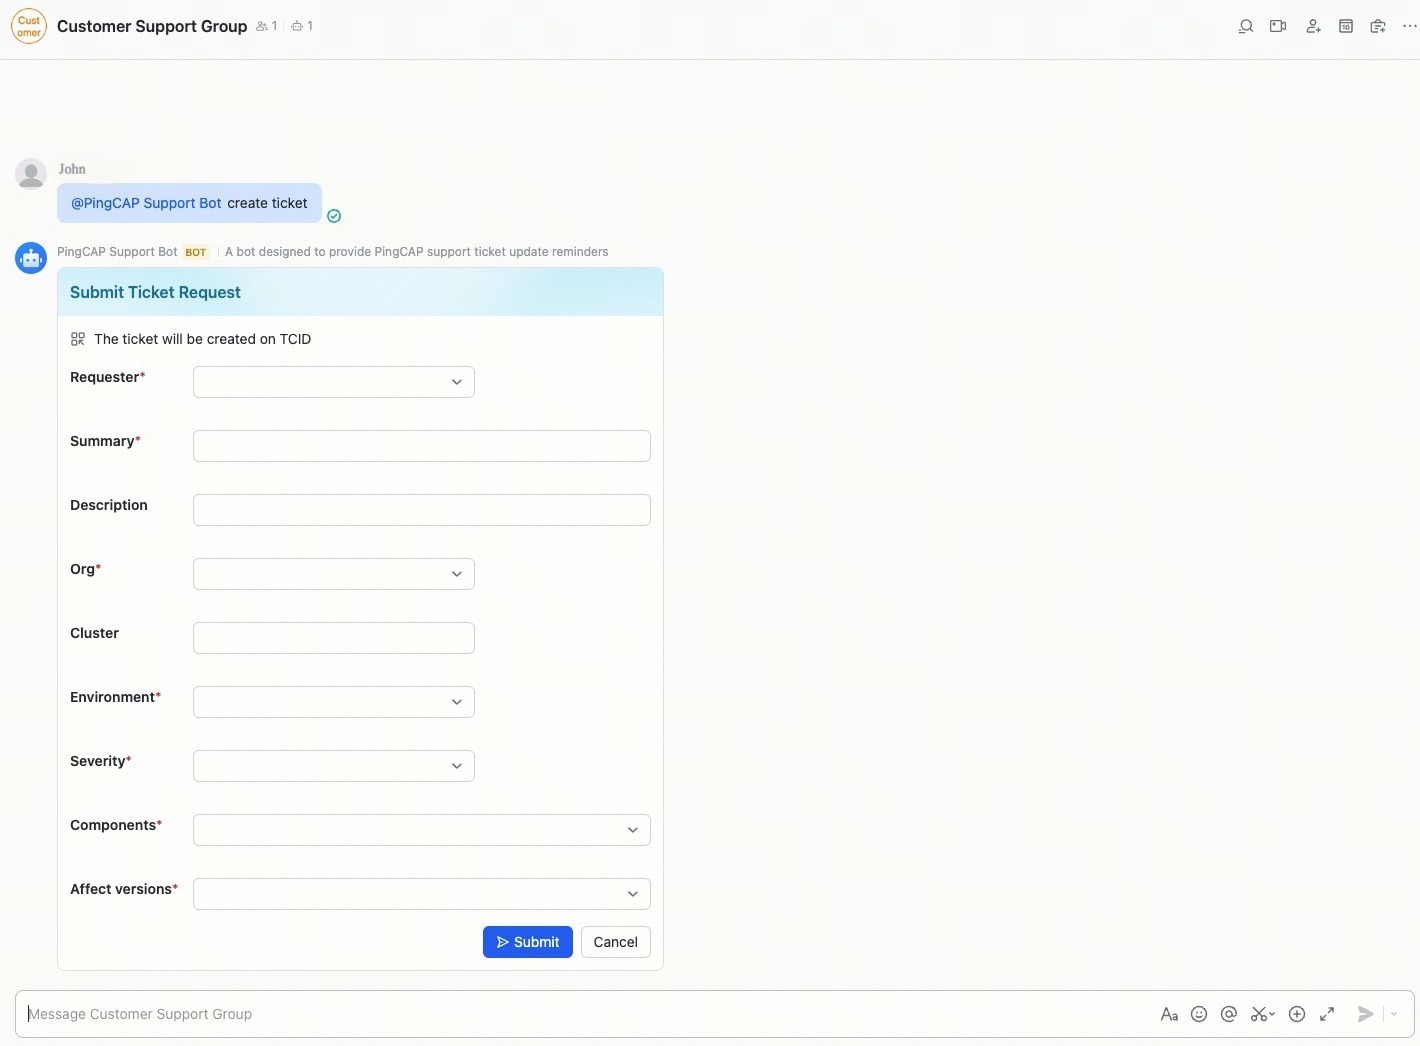 Cust
omer
Customer Support Group 1 1
10
John
@PingCAP Support Bot create ticket
PingCAP Support Bot BOT A bot designed to provide PingCAP support ticket update reminders
Submit Ticket Request
The ticket will be created on TCID
Requester*
Summary*
Description
Org*
Cluster
Environment*
Severity*
Components*
Affect versions*
Submit Cancel
Message Customer Support Group Aa